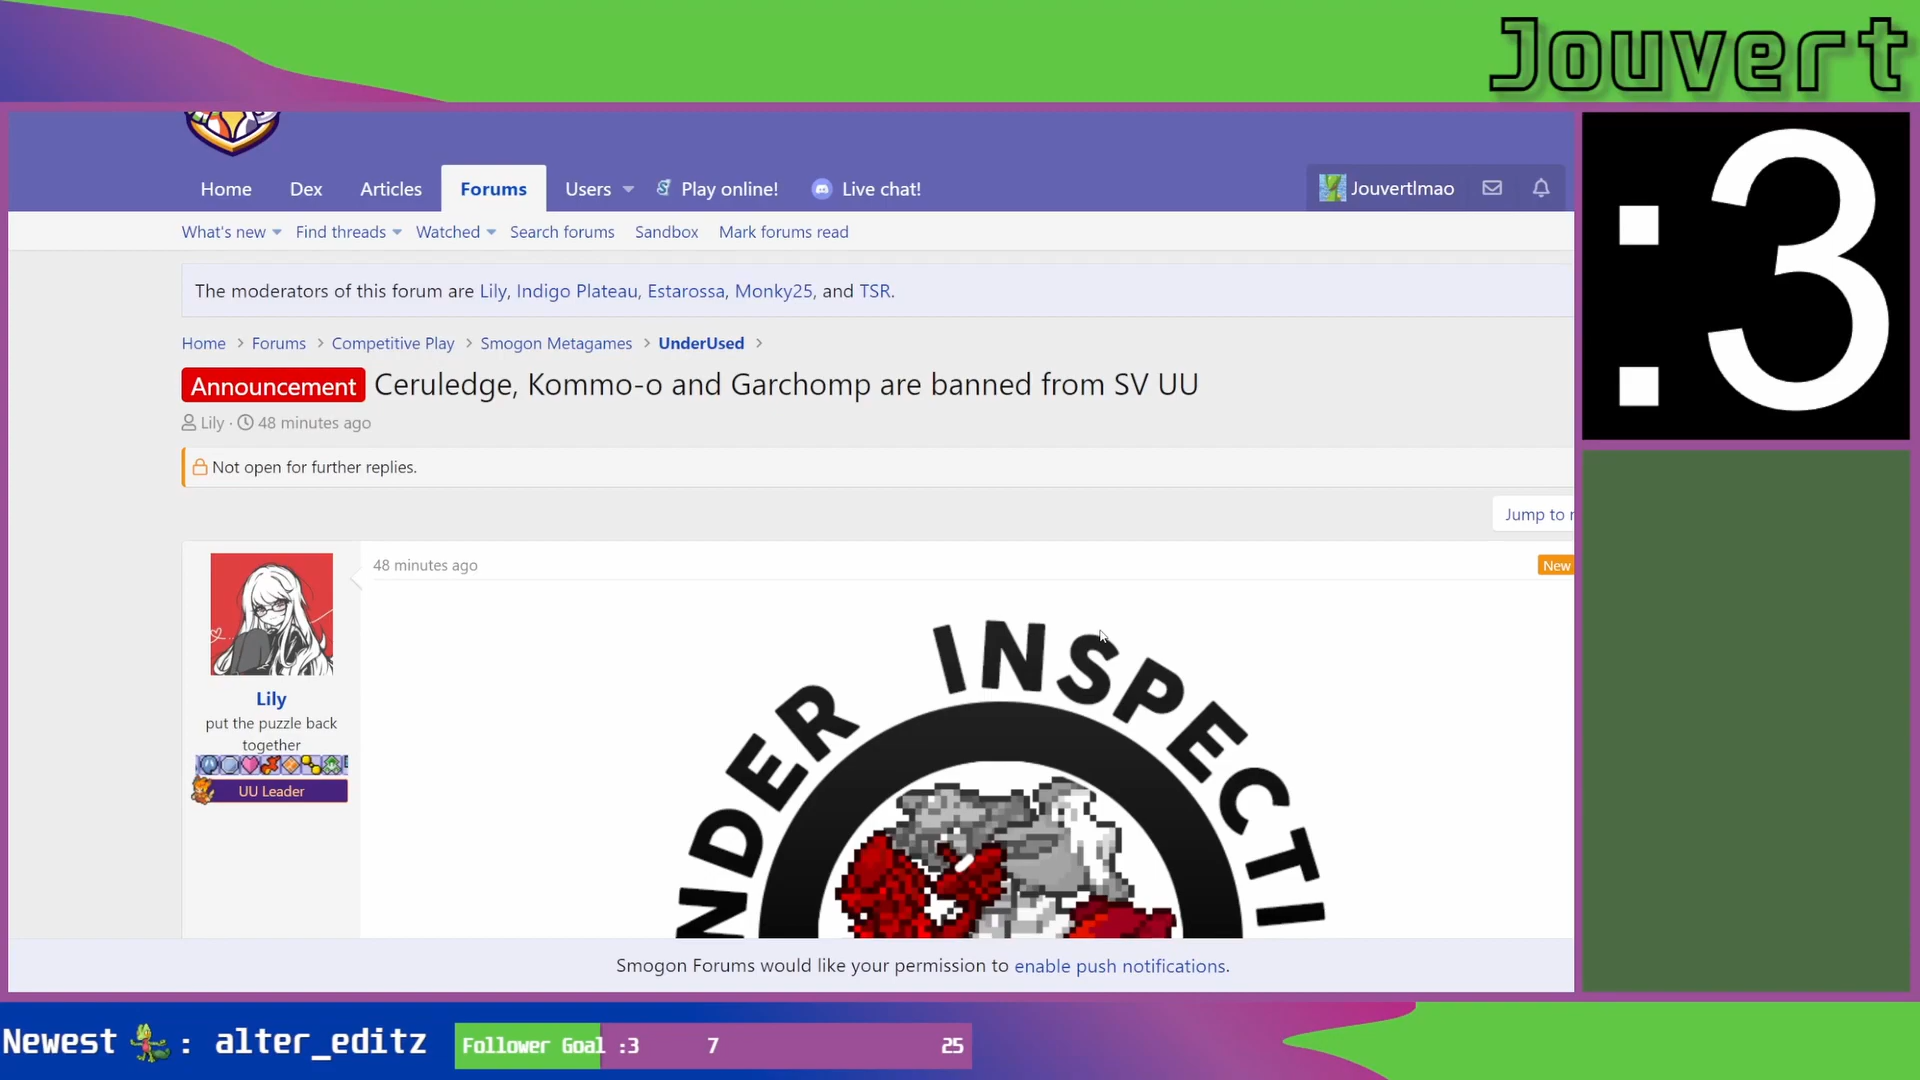 Jouvert
:3
Home Dex Articles Forums Users Play online! Live chat! Jouvertlmao
What's new Find threads Watched Search forums Sandbox Mark forums read
The moderators of this forum are Lily, Indigo Plateau, Estarossa, Monky25, and TSR.
Home > Forums > Competitive Play > Smogon Metagames > UnderUsed >
Announcement Ceruledge, Kommo-o and Garchomp are banned from SV UU
Lily · 48 minutes ago
Not open for further replies.
Jump to
48 minutes ago
New
Lily
put the puzzle back
together
UU Leader
NDER INSPECTI
Smogon Forums would like your permission to enable push notifications.
Newest : alter_editz
Follower Goal :3 7 25